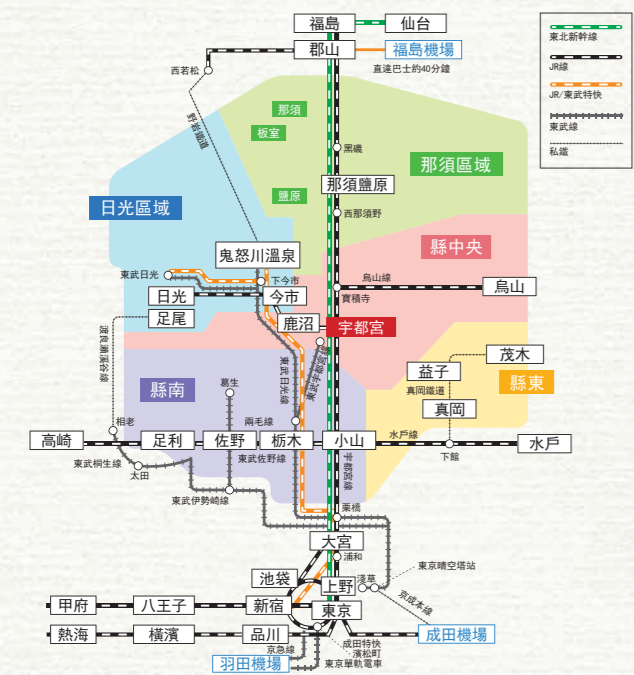 福島
仙台
郡山
福島機場
直達巴士約40分鐘
東北新幹線
JR線
JR/東武特快
東武線
私鐵
西若松
野岩鐵道
那須
板室
鹽原
黑磯
那須區域
那須鹽原
西那須野
日光區域
縣中央
鬼怒川溫泉
東武日光
下今市
烏山線
烏山
日光
今市
寶積寺
足尾
鹿沼
宇都宮
渡良瀨溪谷線
東武日光線
東武宇都宮線
茂木
益子
縣東
真岡鐵道
真岡
縣南
葛生
相老
兩毛線
高崎
足利
佐野
栃木
小山
水戶線
水戶
下館
東武桐生線
太田
東武佐野線
宇都宮線
東武伊勢崎線
栗橋
大宮
浦和
池袋
上野
淺草
東京晴空塔站
京成本線
甲府
八王子
新宿
東京
熱海
橫濱
品川
成田特快
成田機場
京急線
濱松町
東京單軌電車
羽田機場